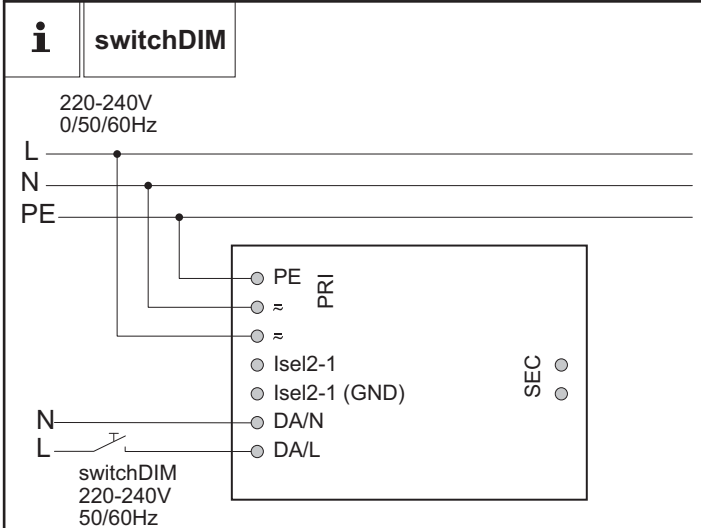 i
switchDIM
220-240V
0/50/60Hz
L
N
PE
PE
PRI
≂
≂
Isel2-1
Isel2-1 (GND)
SEC
N
DA/N
L
DA/L
switchDIM
220-240V
50/60Hz